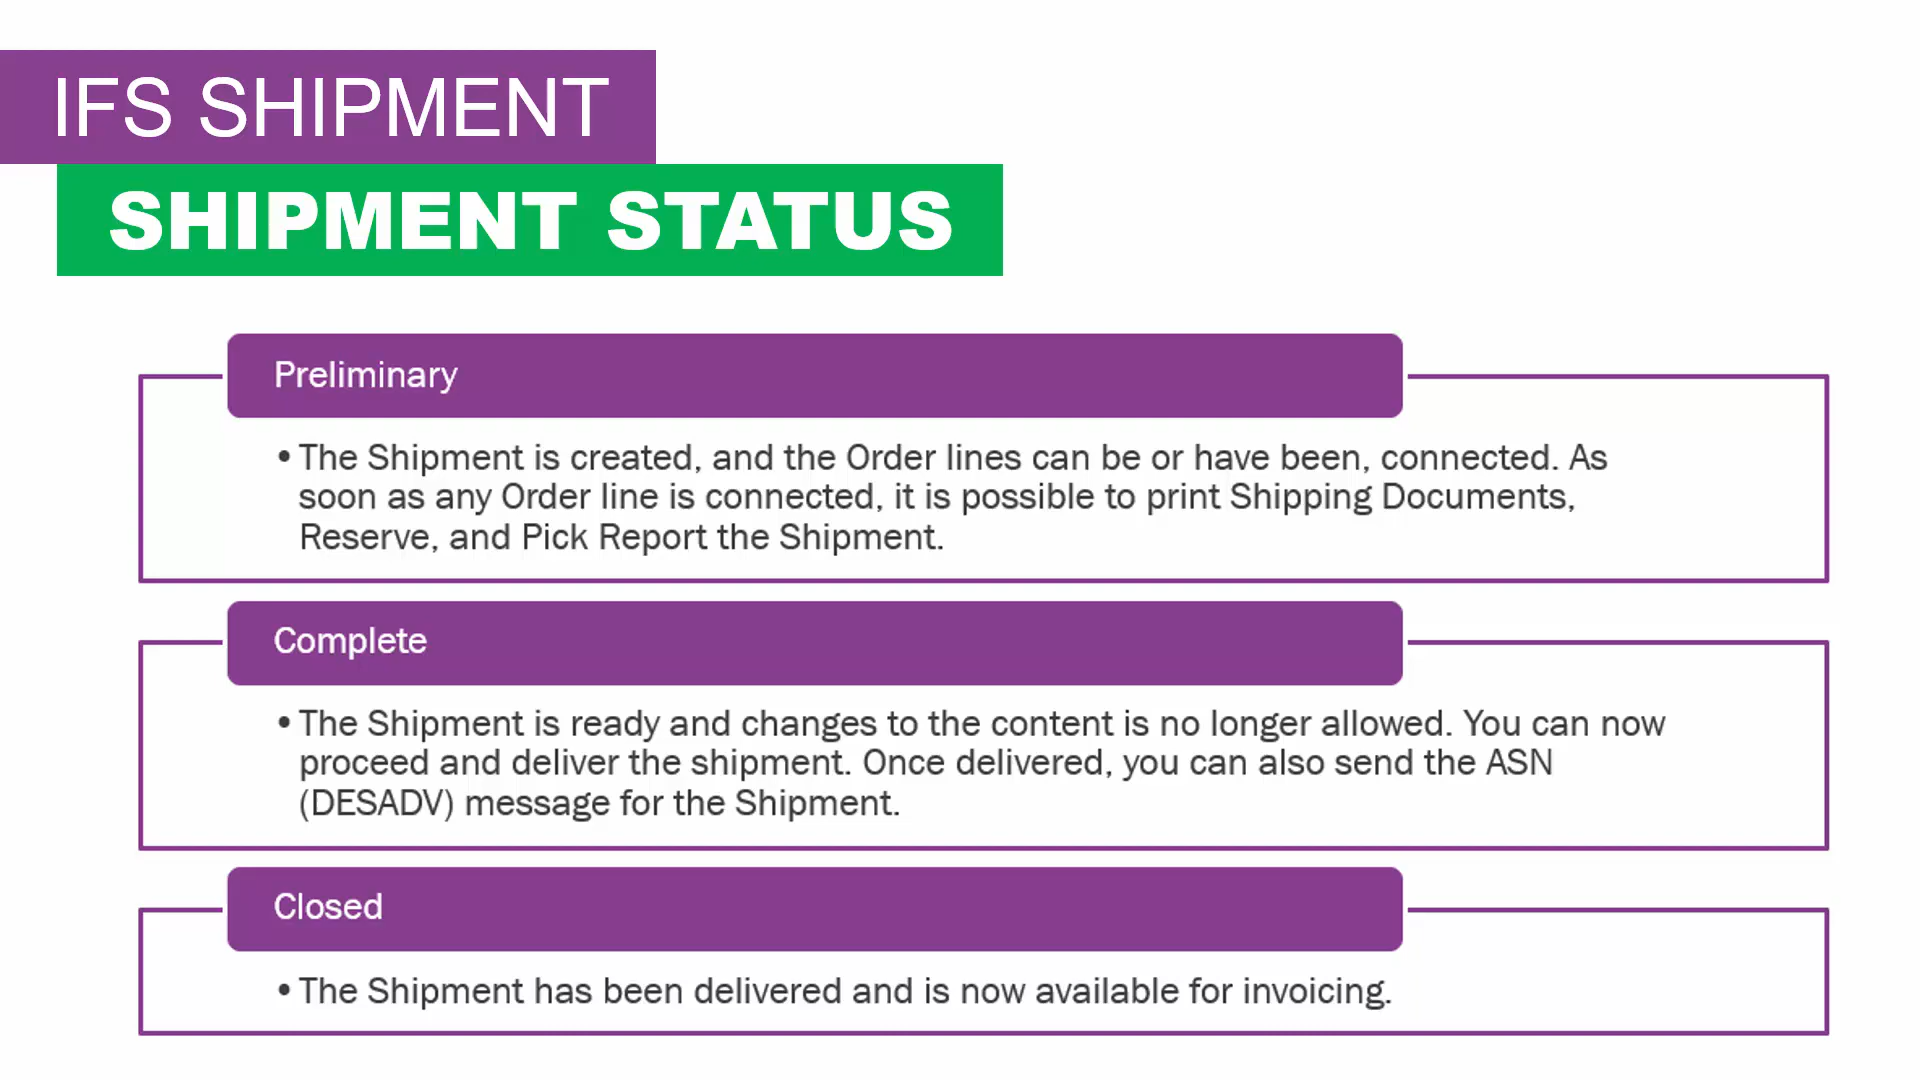 IFS SHIPMENT
SHIPMENT STATUS
Preliminary
• The Shipment is created, and the Order lines can be or have been, connected. As
soon as any Order line is connected, it is possible to print Shipping Documents,
Reserve, and Pick Report the Shipment.
Complete
• The Shipment is ready and changes to the content is no longer allowed. You can now
proceed and deliver the shipment. Once delivered, you can also send the ASN
(DESADV) message for the Shipment.
Closed
• The Shipment has been delivered and is now available for invoicing.